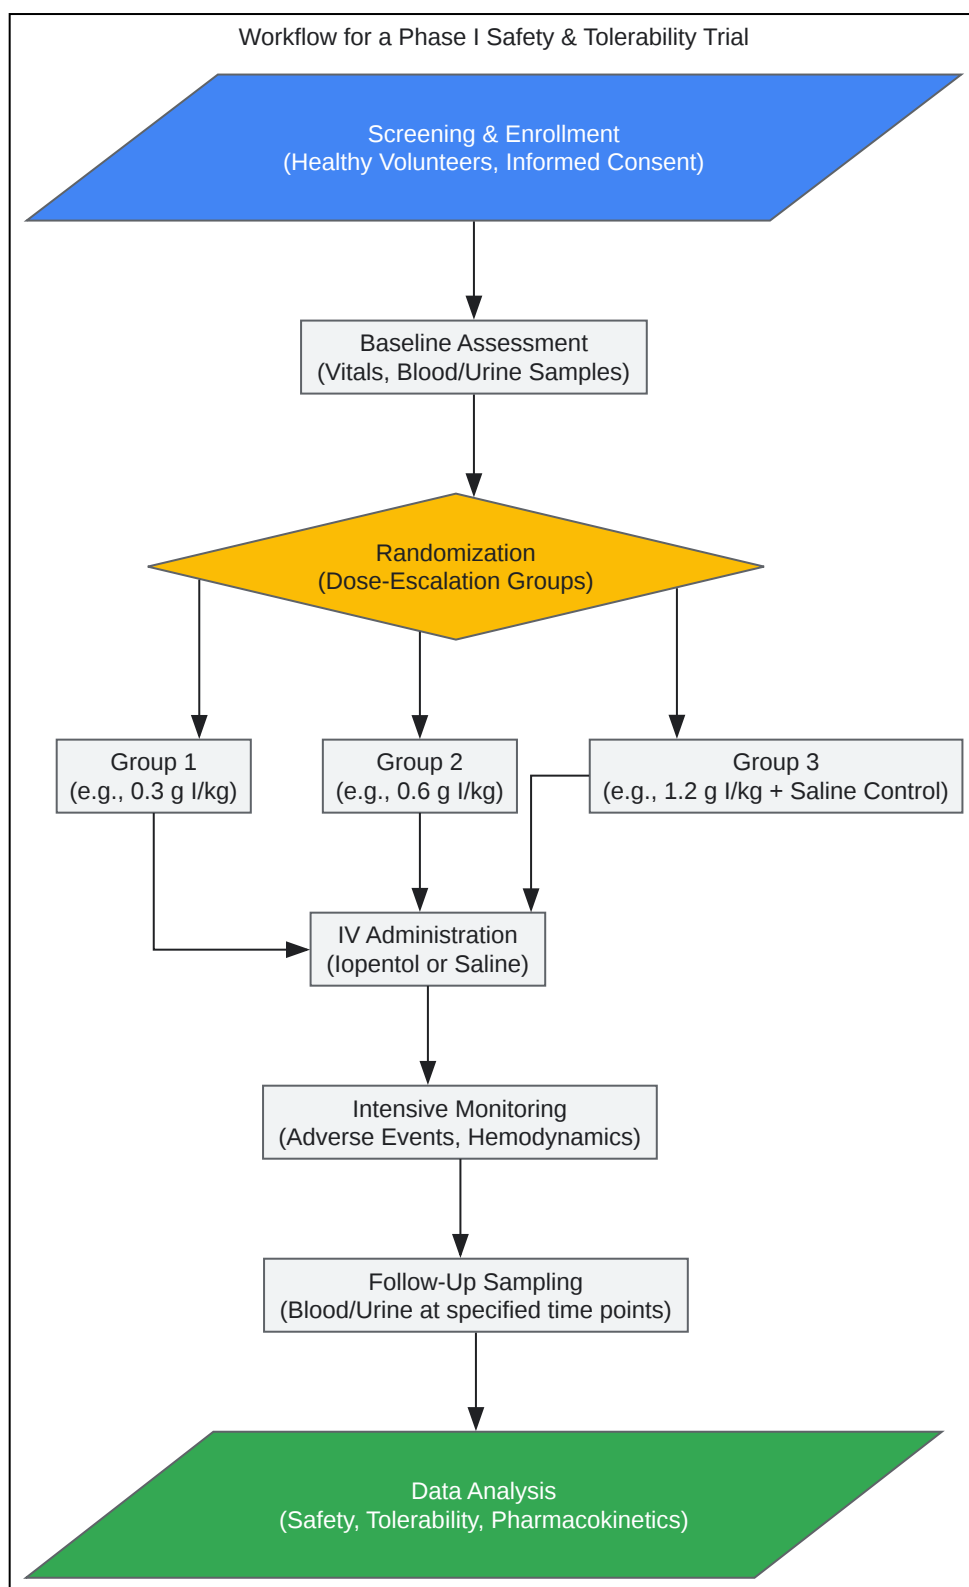 Workflow for a Phase I Safety & Tolerability Trial
Screening & Enrollment
(Healthy Volunteers, Informed Consent)
Baseline Assessment
(Vitals, Blood/Urine Samples)
Randomization
(Dose-Escalation Groups)
Group 1
(e.g., 0.3 g I/kg)
Group 2
(e.g., 0.6 g I/kg)
Group 3
(e.g., 1.2 g I/kg + Saline Control)
IV Administration
(Iopentol or Saline)
Intensive Monitoring
(Adverse Events, Hemodynamics)
Follow-Up Sampling
(Blood/Urine at specified time points)
Data Analysis
(Safety, Tolerability, Pharmacokinetics)